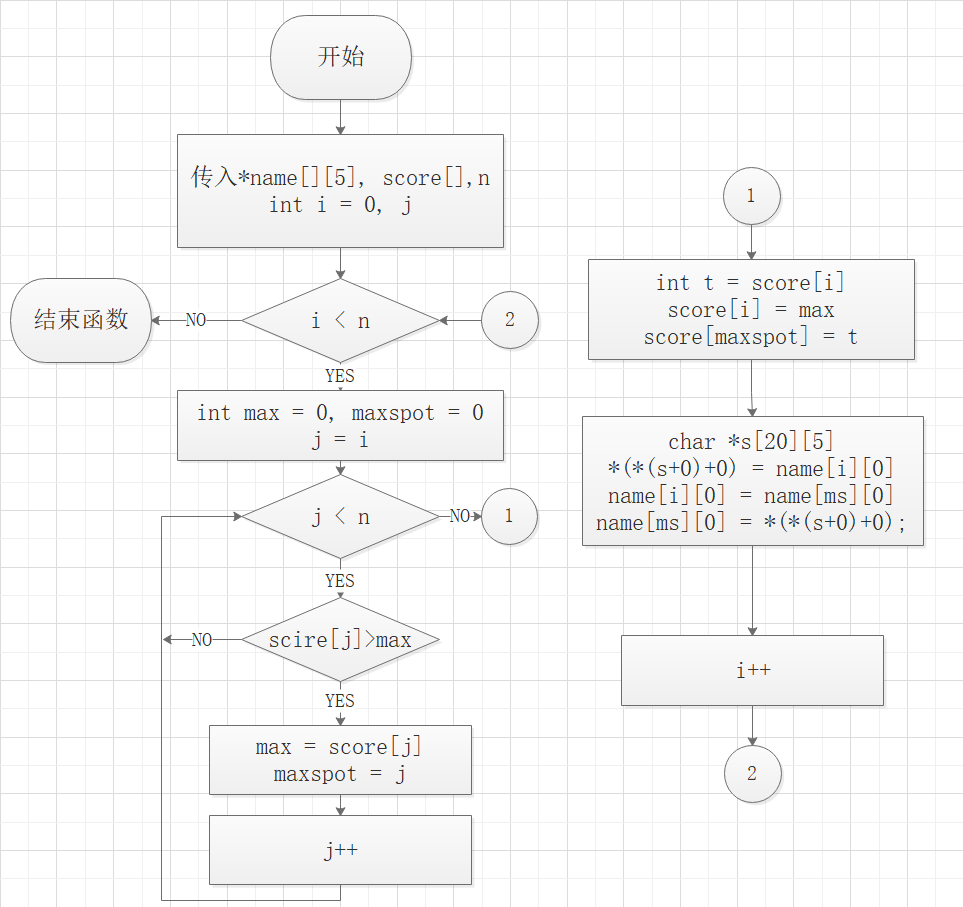 开始
传入*name[][5], score[],n
int i = 0, j
i < n
NO
结束函数
2
YES
int max = 0, maxspot = 0
j = i
j < n
NO
1
YES
scire[j]>max
NO
YES
max = score[j]
maxspot = j
j++
1
int t = score[i]
score[i] = max
score[maxspot] = t
char *s[20][5]
*(*(s+0)+0) = name[i][0]
name[i][0] = name[ms][0]
name[ms][0] = *(*(s+0)+0);
i++
2